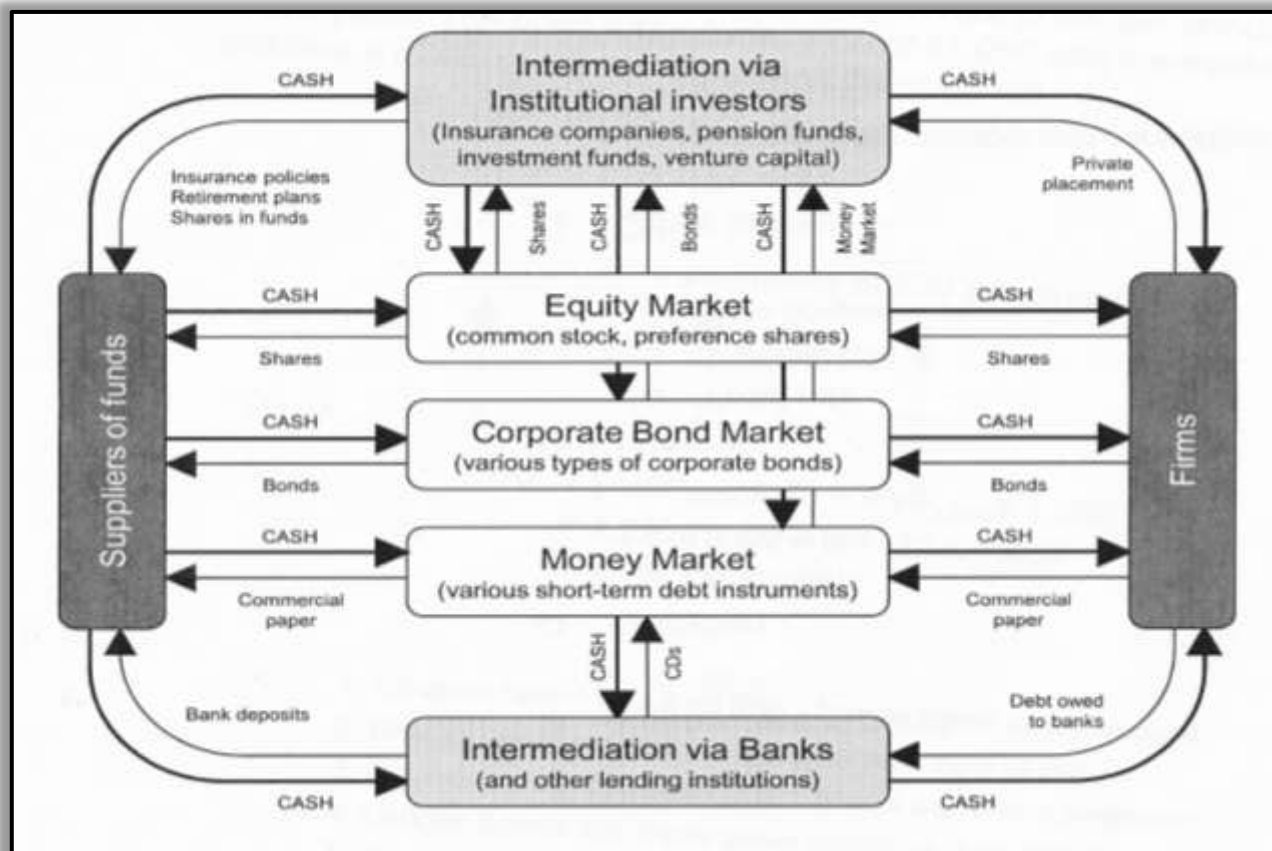 CASH
Intermediation via
Institutional investors
(Insurance companies, pension funds,
investment funds, venture capital)
CASH
Insurance policies
Retirement plans
Shares in funds
Private
placement
CASH
Shares
CASH
Bonds
CASH
Money
Market
Suppliers of funds
Firms
CASH
Equity Market
(common stock, preference shares)
CASH
Shares
Shares
CASH
Corporate Bond Market
(various types of corporate bonds)
CASH
Bonds
Bonds
CASH
Money Market
(various short-term debt instruments)
CASH
Commercial
paper
Commercial
paper
CASH
CDs
Bank deposits
Debt owed
to banks
Intermediation via Banks
(and other lending institutions)
CASH
CASH